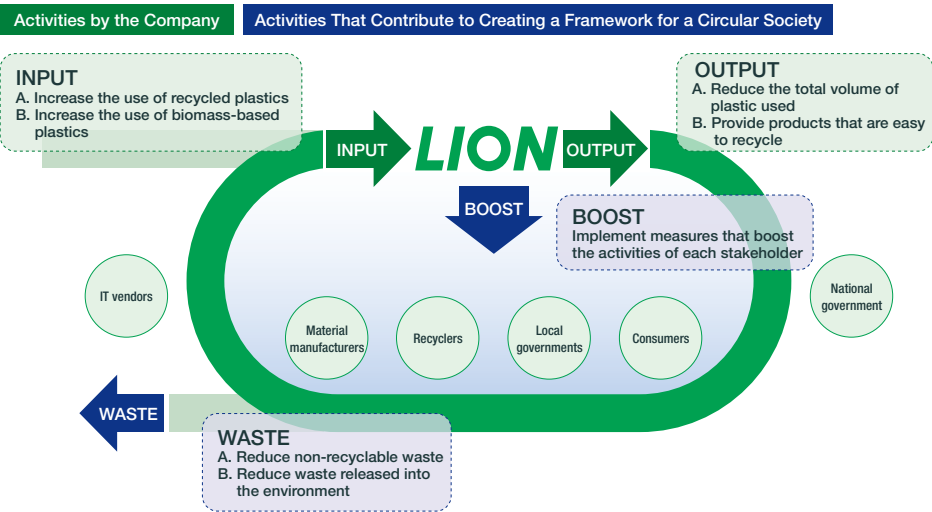 Activities by the Company
Activities That Contribute to Creating a Framework for a Circular Society
INPUT
A. Increase the use of recycled plastics
B. Increase the use of biomass-based
plastics
OUTPUT
A. Reduce the total volume of
plastic used
B. Provide products that are easy
to recycle
INPUT
LION
OUTPUT
BOOST
BOOST
Implement measures that boost
the activities of each stakeholder
IT vendors
Material
manufacturers
Recyclers
Local
governments
Consumers
National
government
WASTE
WASTE
A. Reduce non-recyclable waste
B. Reduce waste released into
the environment